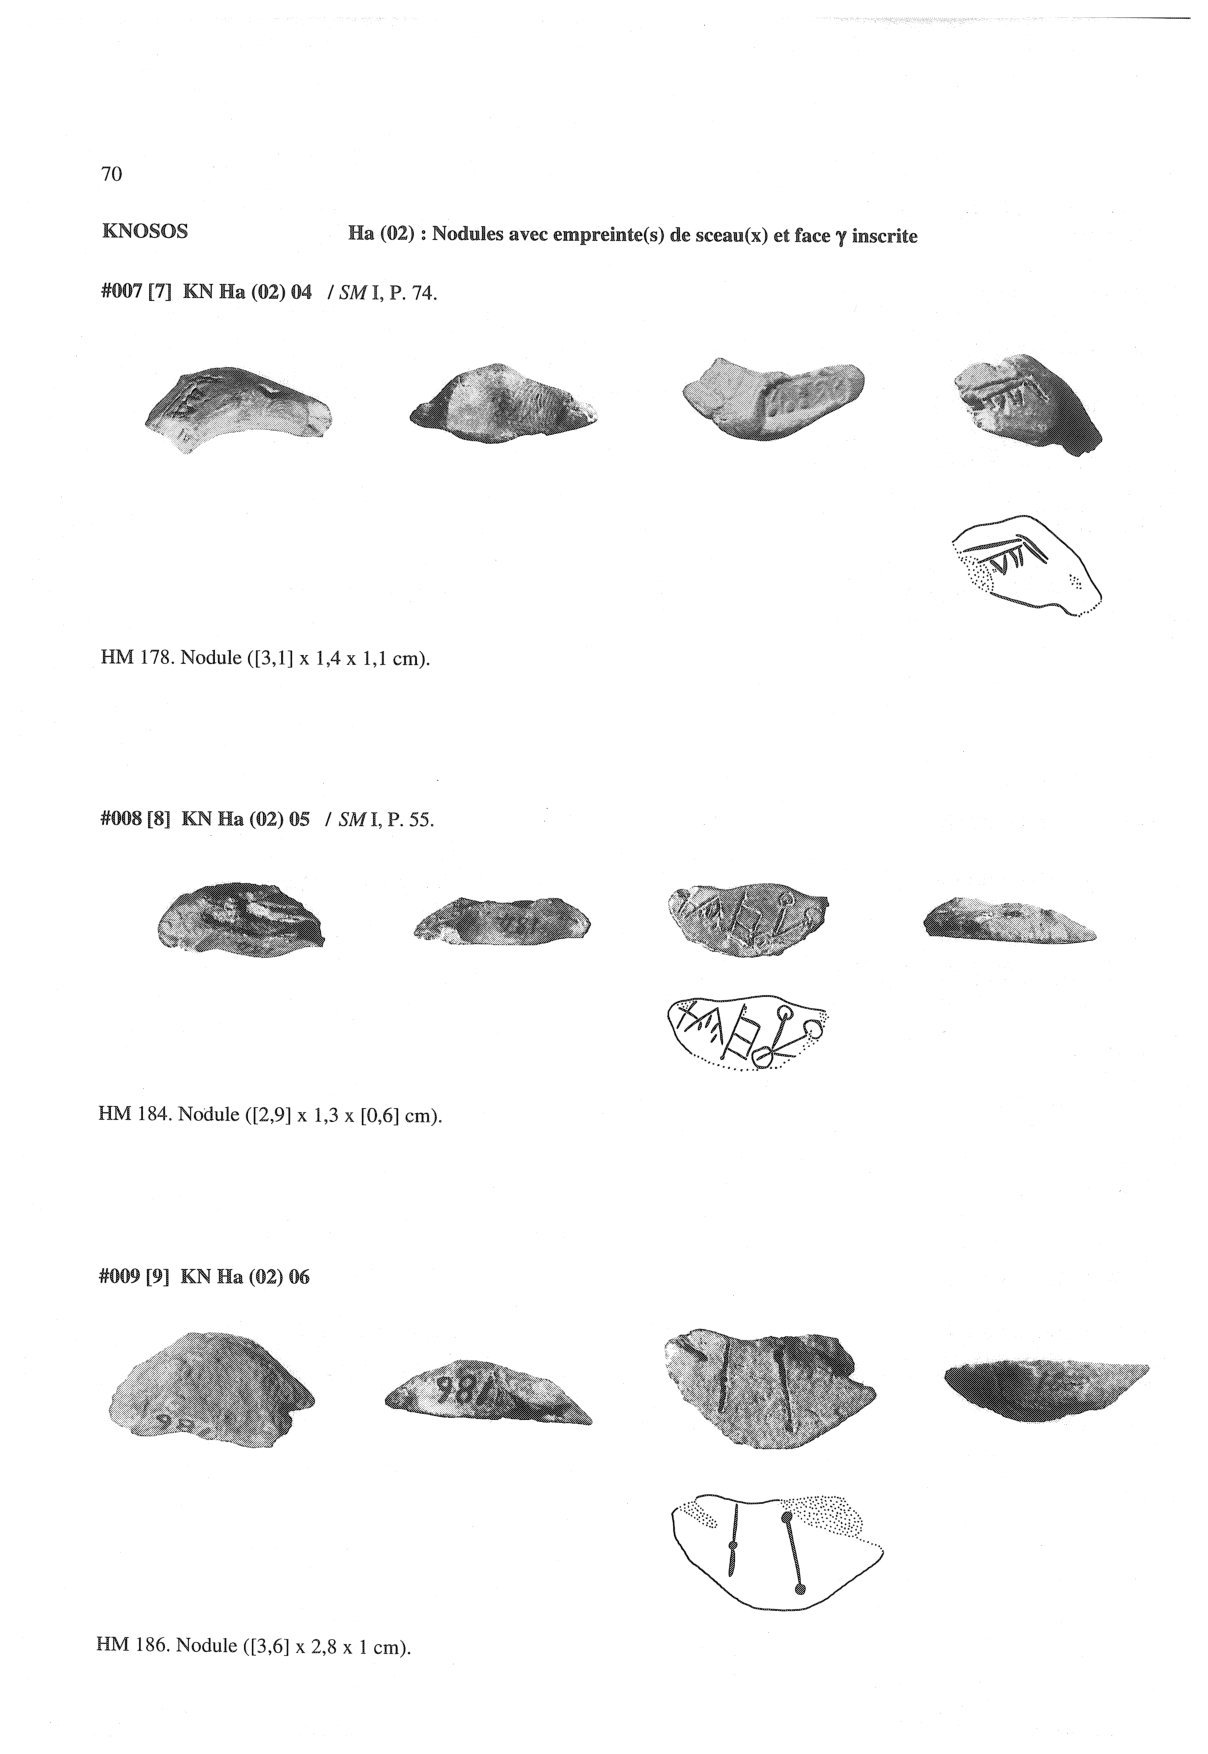 70
KNOSOS Ha (02) : Nodules avec empreinte(s) de sceau(x) et face γ inscrite
#007 [7] KN Ha (02) 04 / SM I, P. 74.
HM 178. Nodule ([3,1] x 1,4 x 1,1 cm).
#008 [8] KN Ha (02) 05 / SM I, P. 55.
HM 184. Nodule ([2,9] x 1,3 x [0,6] cm).
#009 [9] KN Ha (02) 06
186
HM 186. Nodule ([3,6] x 2,8 x 1 cm).